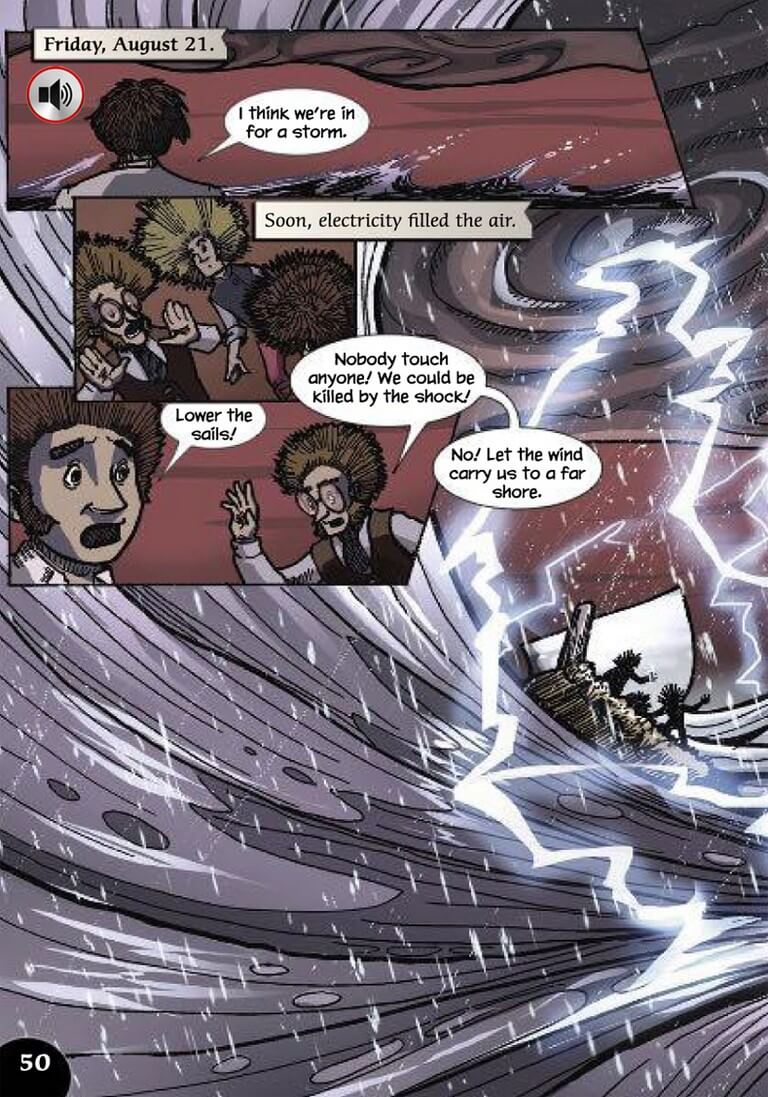 Friday, August 21.
I think we're in
for a storm.
Soon, electricity filled the air.
Nobody touch
anyone! We could be
killed by the shock!
Lower the
sails!
No! Let the wind
carry us to a far
shore.
50